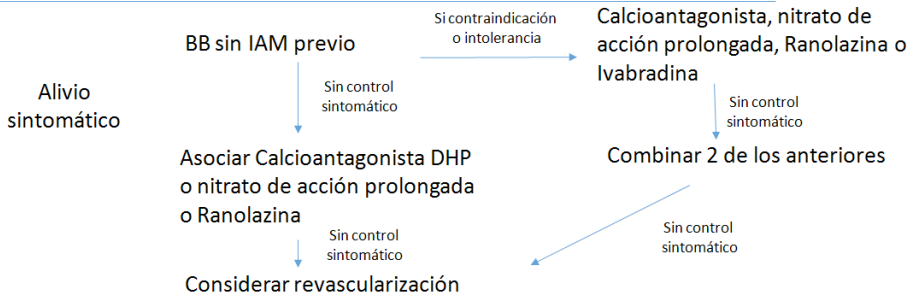 Alivio
sintomático
BB sin IAM previo
Si contraindicación
o intolerancia
Calcioantagonista, nitrato de
acción prolongada, Ranolazina o
Ivabradina
Sin control
sintomático
Sin control
sintomático
Asociar Calcioantagonista DHP
o nitrato de acción prolongada
o Ranolazina
Combinar 2 de los anteriores
Sin control
sintomático
Sin control
sintomático
Considerar revascularización